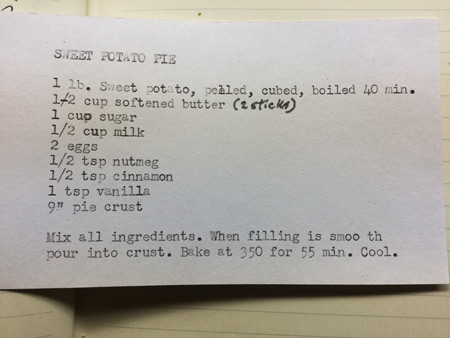 SWEET POTATO PIE
1 lb. Sweet potato, pelled, cubed, boiled 40 min.
1/2 cup softened butter (2 sticks)
1 cup sugar
1/2 cup milk
2 eggs
1/2 tsp nutmeg
1/2 tsp cinnamon
1 tsp vanilla
9" pie crust
Mix all ingredients. When filling is smoo th
pour into crust. Bake at 350 for 55 min. Cool.